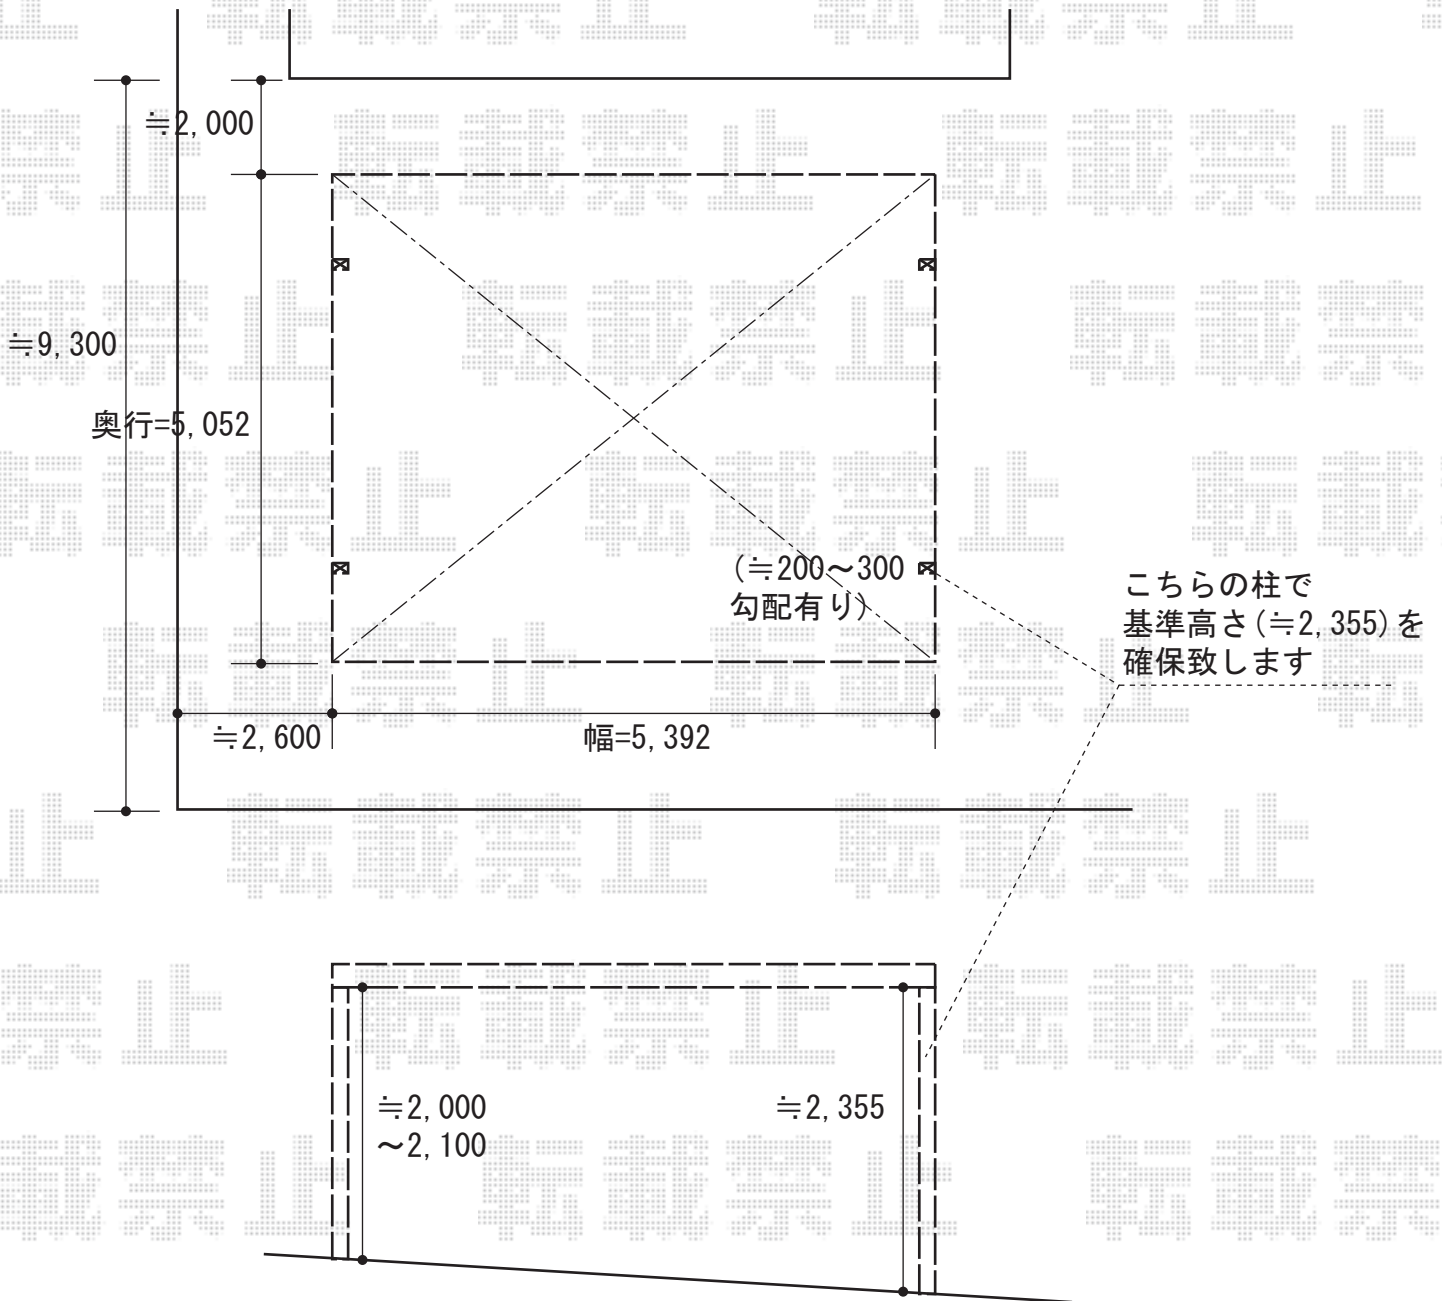 ≒2,000
≒9,300
奥行=5,052
(≒200～300
勾配有り)
こちらの柱で
基準高さ(≒2,355)を
確保致します
≒2,600
幅=5,392
≒2,000
～2,100
≒2,355
転載禁止